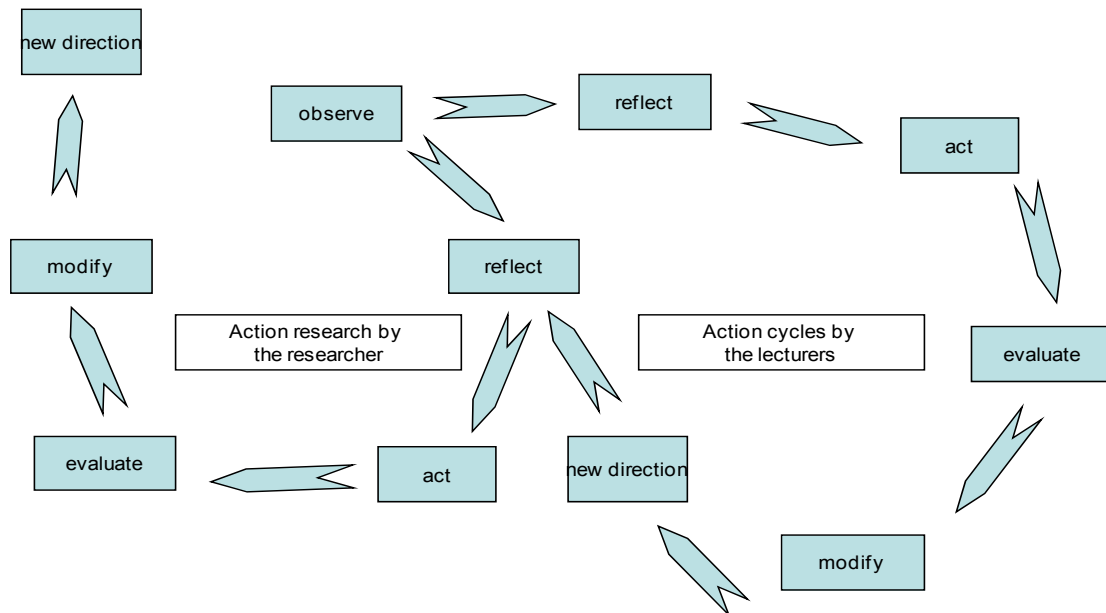 new direction
observe
reflect
act
modify
reflect
Action research by
the researcher
Action cycles by
the lecturers
evaluate
evaluate
act
new direction
modify